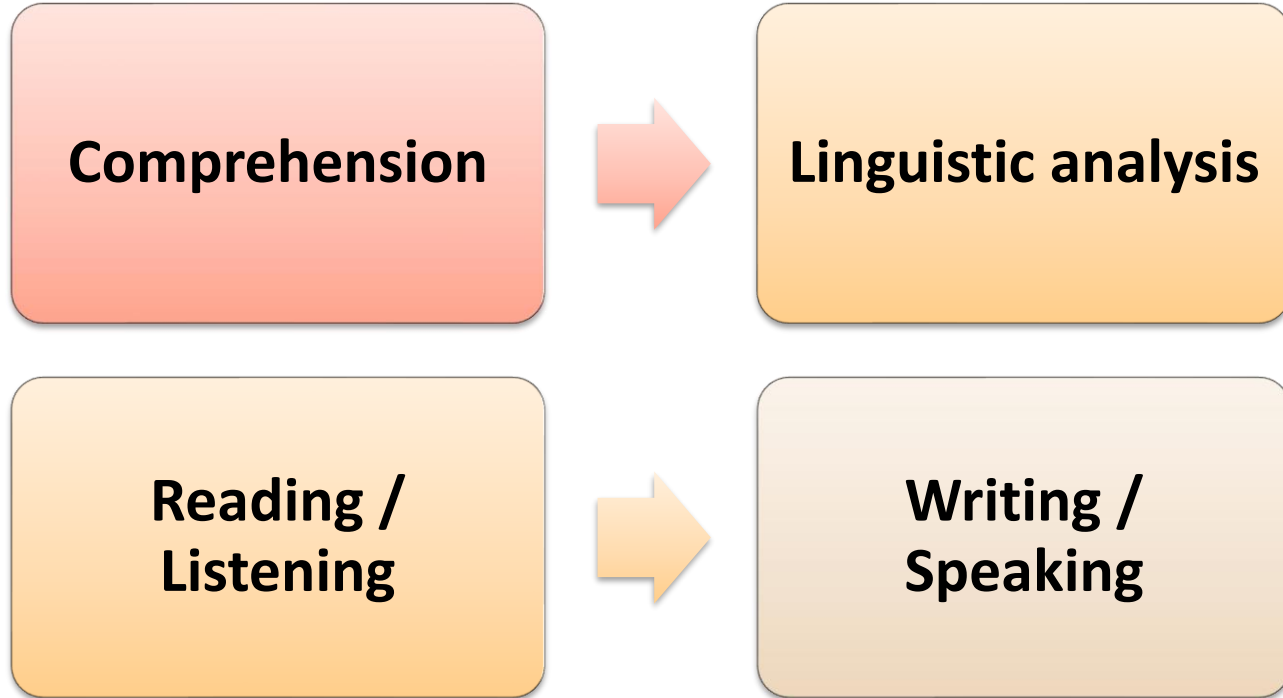 Comprehension
Linguistic analysis
Reading /
Listening
Writing /
Speaking